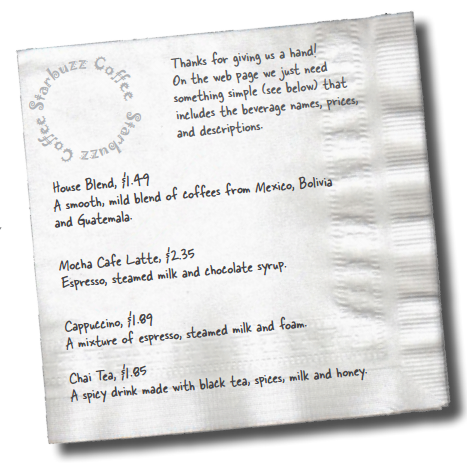 Starbuzz Coffee Starbuzz Coffee
Thanks for giving us a hand!
On the web page we just need
something simple (see below) that
includes the beverage names, prices,
and descriptions.
House Blend, $1.49
A smooth, mild blend of coffees from Mexico, Bolivia
and Guatemala.
Mocha Cafe Latte, $2.35
Espresso, steamed milk and chocolate syrup.
Cappuccino, $1.89
A mixture of espresso, steamed milk and foam.
Chai Tea, $1.85
A spicy drink made with black tea, spices, milk and honey.